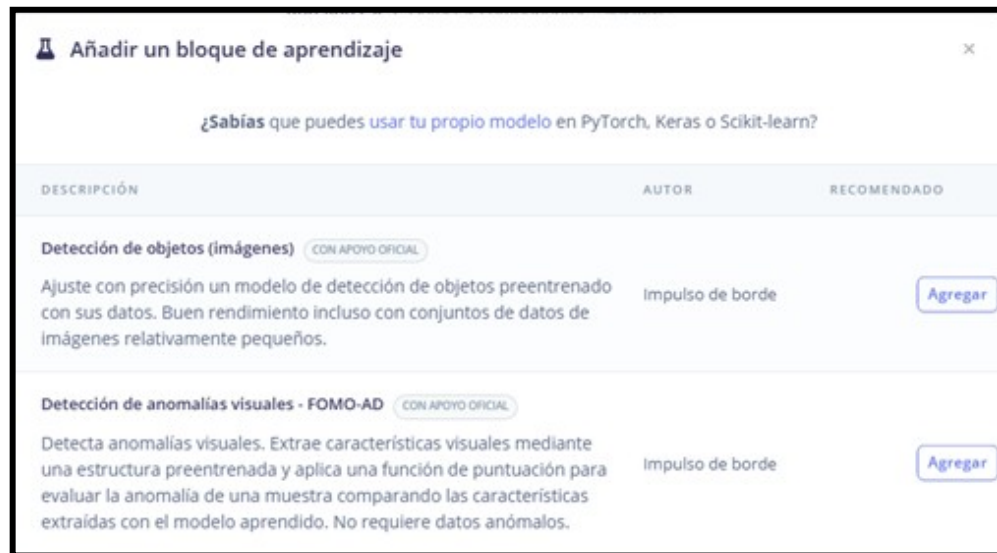 Añadir un bloque de aprendizaje
×
¿Sabías que puedes usar tu propio modelo en PyTorch, Keras o Scikit-learn?
DESCRIPCIÓN AUTOR RECOMENDADO
Detección de objetos (imágenes) CON APOYO OFICIAL
Ajuste con precisión un modelo de detección de objetos preentrenado
con sus datos. Buen rendimiento incluso con conjuntos de datos de
imágenes relativamente pequeños.
Impulso de borde
Agregar
Detección de anomalías visuales - FOMO-AD CON APOYO OFICIAL
Detecta anomalías visuales. Extrae características visuales mediante
una estructura preentrenada y aplica una función de puntuación para
evaluar la anomalía de una muestra comparando las características
extraídas con el modelo aprendido. No requiere datos anómalos.
Impulso de borde
Agregar